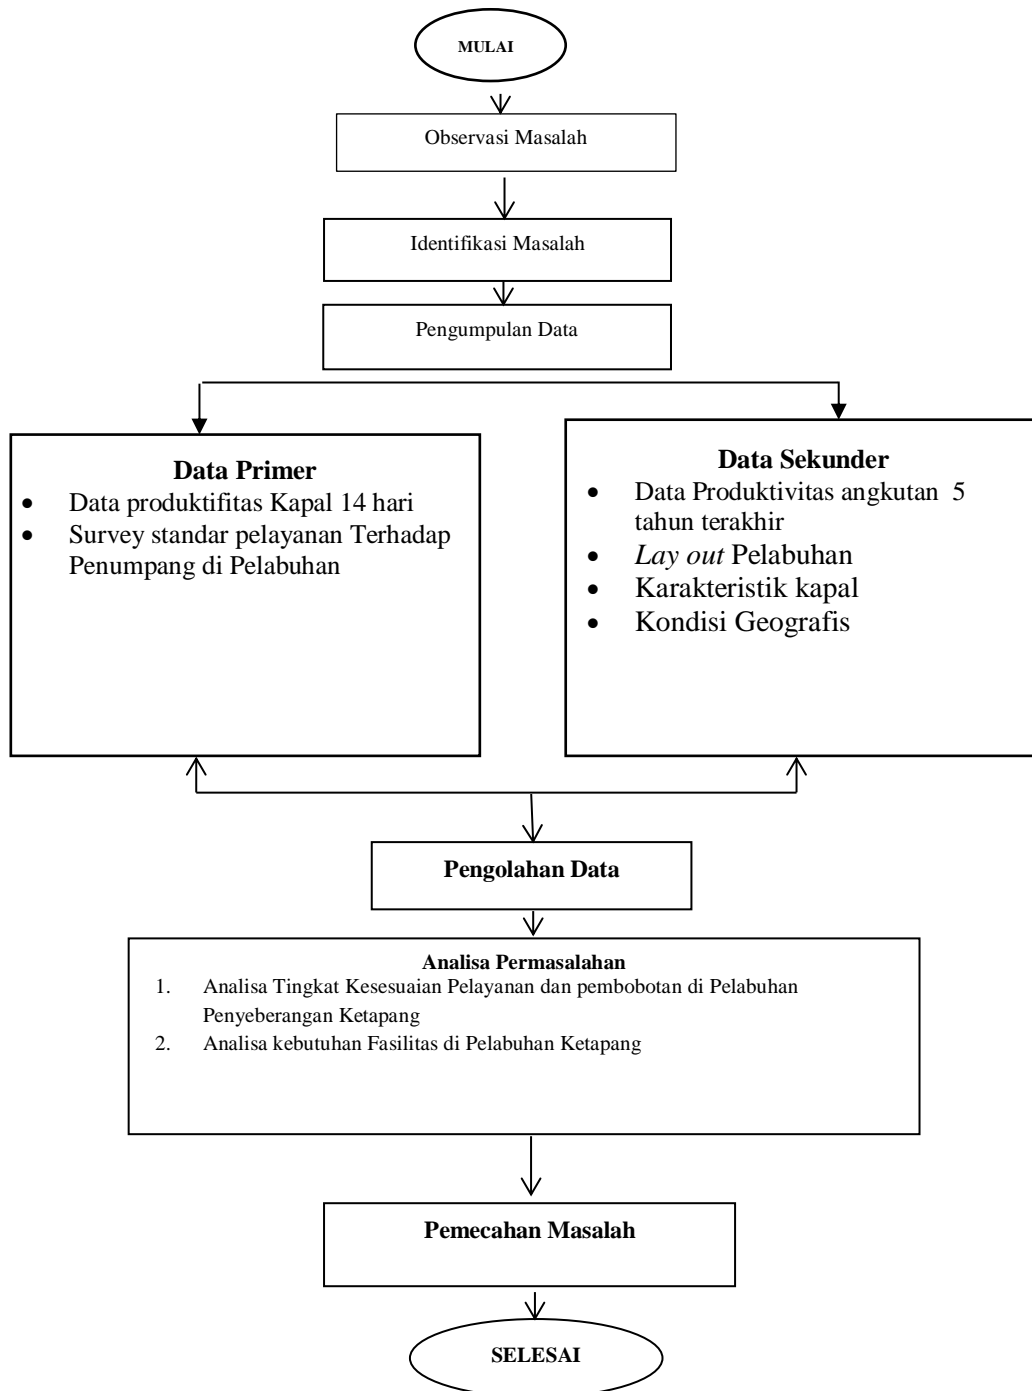 MULAI
Observasi Masalah
Identifikasi Masalah
Pengumpulan Data
Data Primer
• Data produktifitas Kapal 14 hari
• Survey standar pelayanan Terhadap
Penumpang di Pelabuhan
Data Sekunder
• Data Produktivitas angkutan 5
tahun terakhir
• Lay out Pelabuhan
• Karakteristik kapal
• Kondisi Geografis
Pengolahan Data
Analisa Permasalahan
1. Analisa Tingkat Kesesuaian Pelayanan dan pembobotan di Pelabuhan
Penyeberangan Ketapang
2. Analisa kebutuhan Fasilitas di Pelabuhan Ketapang
Pemecahan Masalah
SELESAI